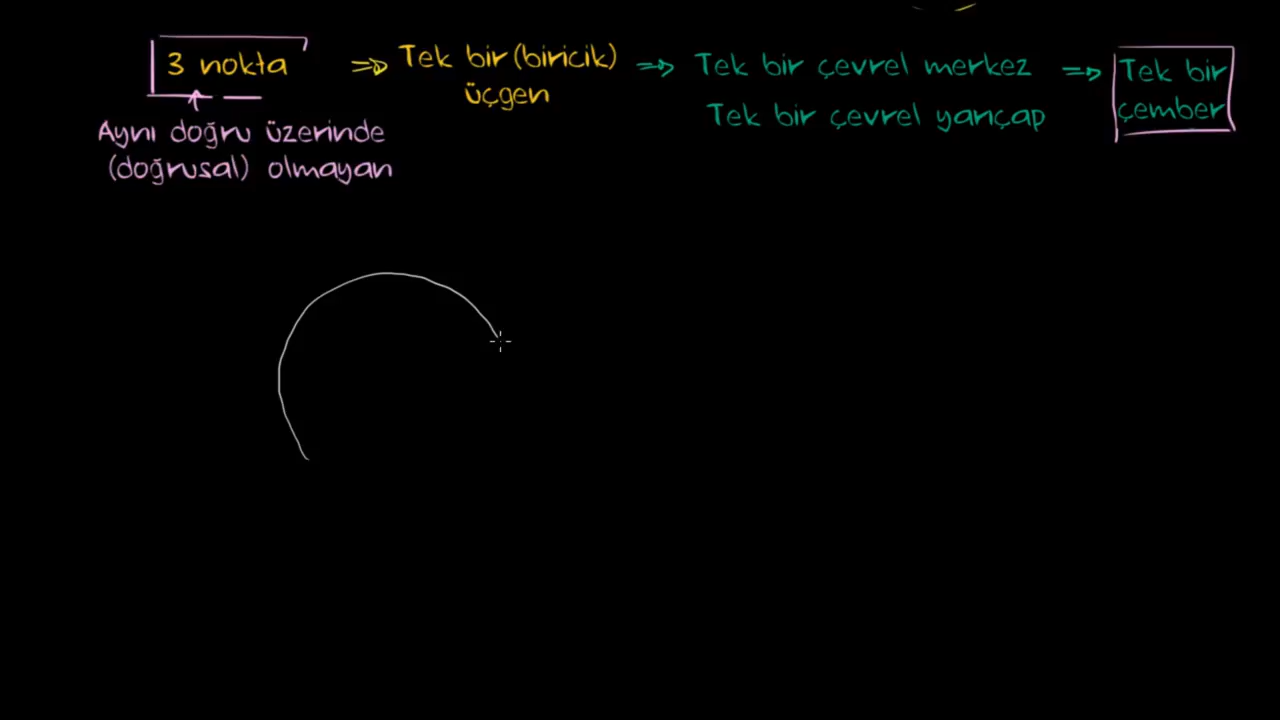 3 nokta => Tek bir (biricik) => Tek bir çevrel merkez => Tek bir
üçgen Tek bir çevrel yarıçap çember
Aynı doğru üzerinde
(doğrusal) olmayan